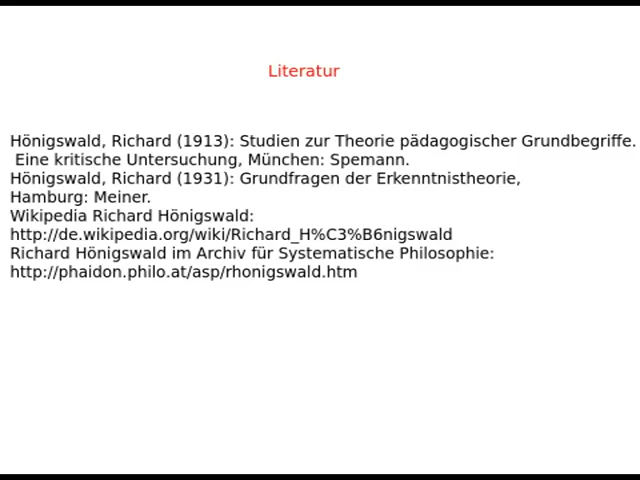 Literatur
Hönigswald, Richard (1913): Studien zur Theorie pädagogischer Grundbegriffe.
Eine kritische Untersuchung, München: Spemann.
Hönigswald, Richard (1931): Grundfragen der Erkenntnistheorie,
Hamburg: Meiner.
Wikipedia Richard Hönigswald:
http://de.wikipedia.org/wiki/Richard_H%C3%B6nigswald
Richard Hönigswald im Archiv für Systematische Philosophie:
http://phaidon.philo.at/asp/rhonigswald.htm